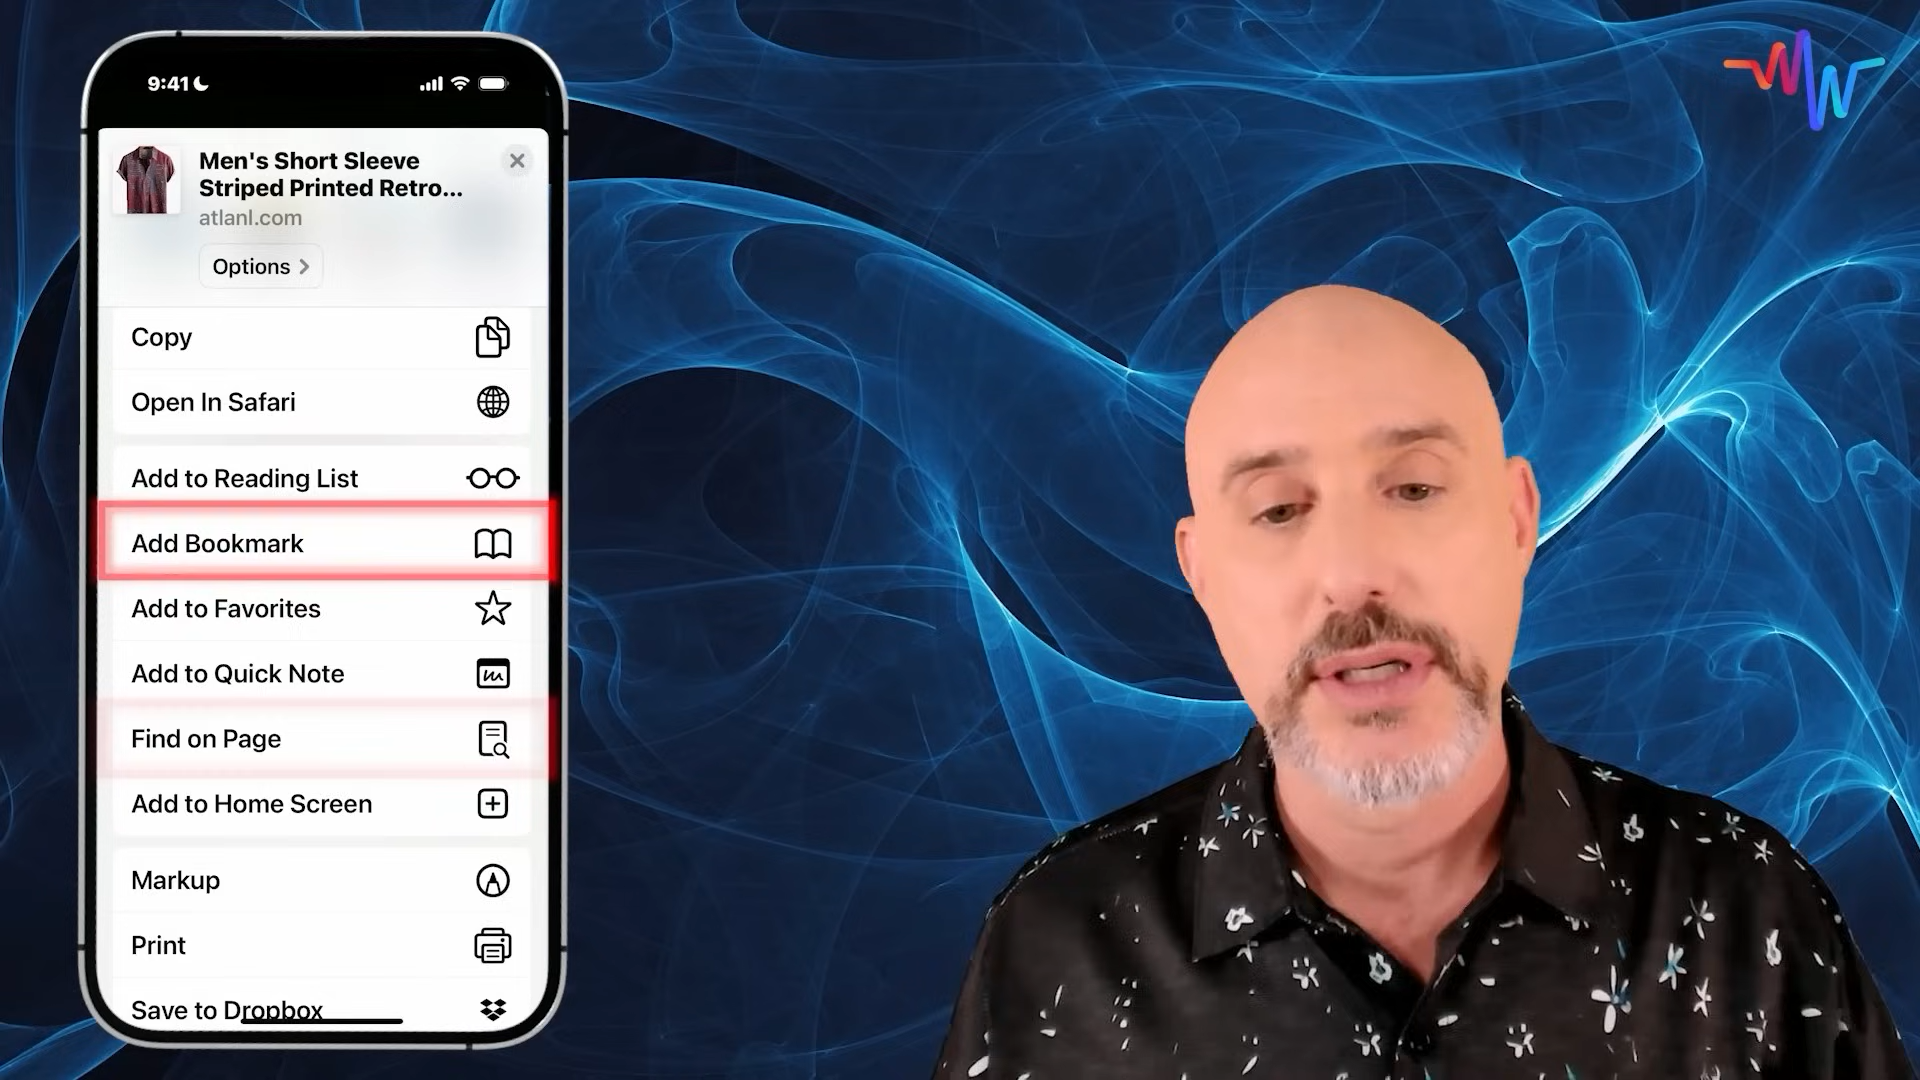 9:41
Men's Short Sleeve
Striped Printed Retro...
atlanl.com
Options
Copy
Open In Safari
Add to Reading List
Add Bookmark
Add to Favorites
Add to Quick Note
Find on Page
Add to Home Screen
Markup
Print
Save to Dropbox